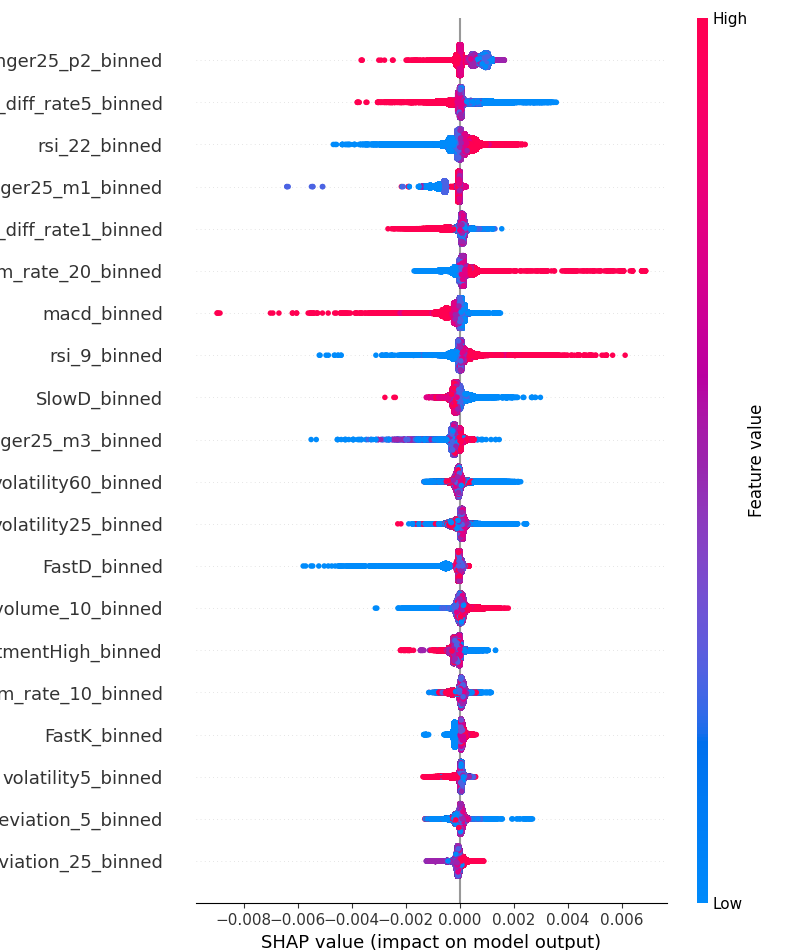 High
nger25_p2_binned
_diff_rate5_binned
rsi_22_binned
ger25_m1_binned
_diff_rate1_binned
m_rate_20_binned
macd_binned
rsi_9_binned
SlowD_binned
ger25_m3_binned
volatility60_binned
volatility25_binned
FastD_binned
volume_10_binned
tmentHigh_binned
m_rate_10_binned
FastK_binned
volatility5_binned
eviation_5_binned
viation_25_binned
Feature value
Low
−0.008 −0.006 −0.004 −0.002 0.000 0.002 0.004 0.006
SHAP value (impact on model output)